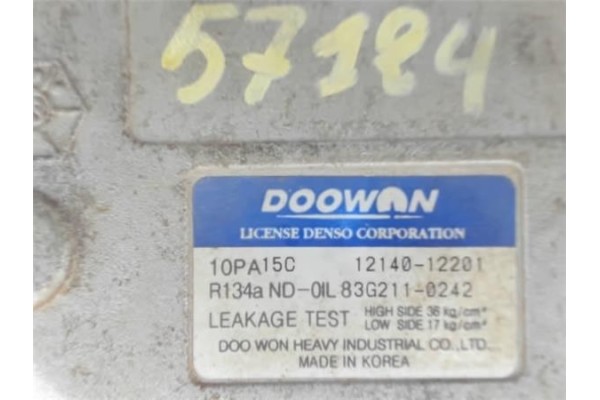 57184
DOOWON
LICENSE DENSO CORPORATION
10PA15C 12140-12201
R134a ND-OIL 83G211-0242
LEAKAGE TEST HIGH SIDE 36 kg/cm²
LOW SIDE 17 kg/cm²
DOO WON HEAVY INDUSTRIAL CO.,LTD.
MADE IN KOREA